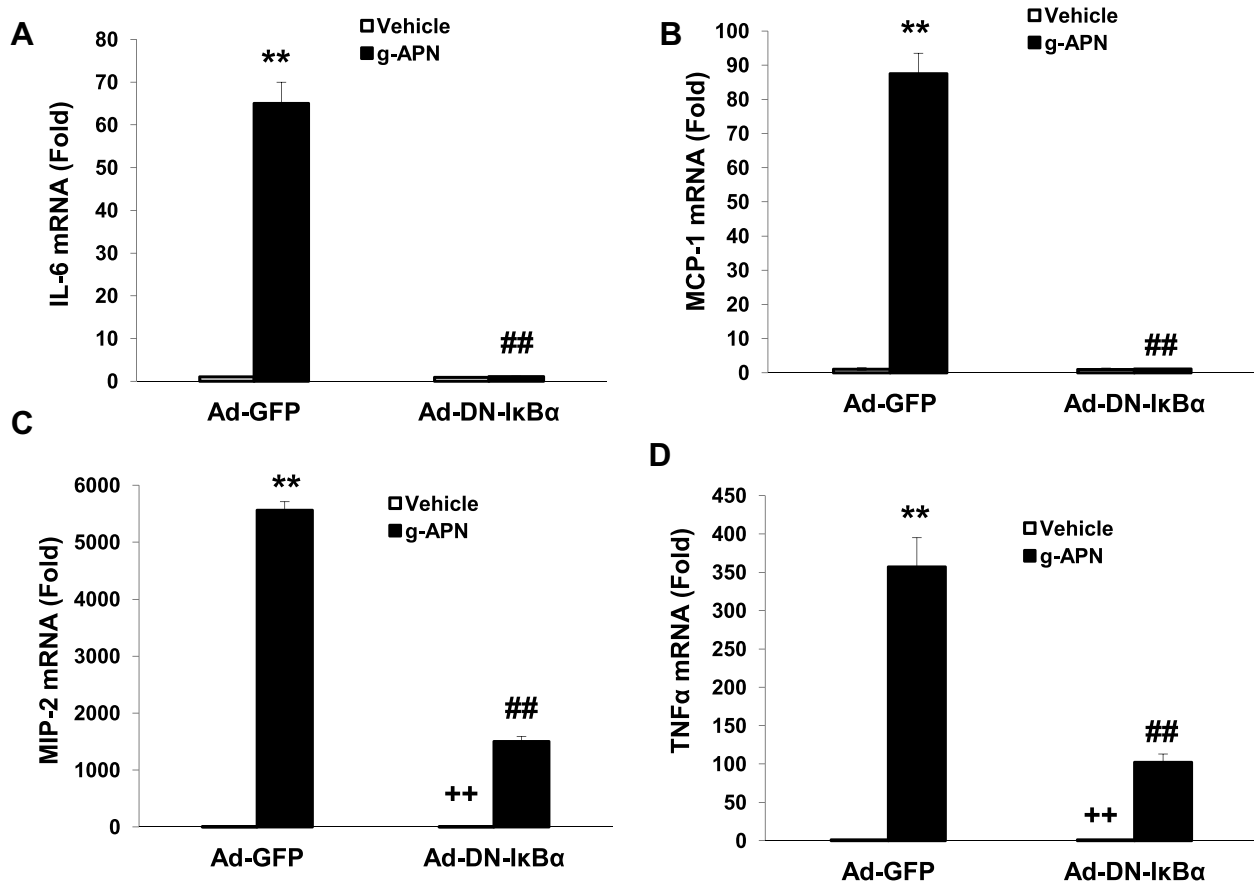 A
Vehicle
g-APN
IL-6 mRNA (Fold)
80
70
60
50
40
30
20
10
0
**
##
Ad-GFP
Ad-DN-IκBα
B
Vehicle
g-APN
MCP-1 mRNA (Fold)
100
90
80
70
60
50
40
30
20
10
0
**
##
Ad-GFP
Ad-DN-IκBα
C
Vehicle
g-APN
MIP-2 mRNA (Fold)
6000
5000
4000
3000
2000
1000
0
**
++
##
Ad-GFP
Ad-DN-IκBα
D
Vehicle
g-APN
TNFα mRNA (Fold)
450
400
350
300
250
200
150
100
50
0
**
++
##
Ad-GFP
Ad-DN-IκBα